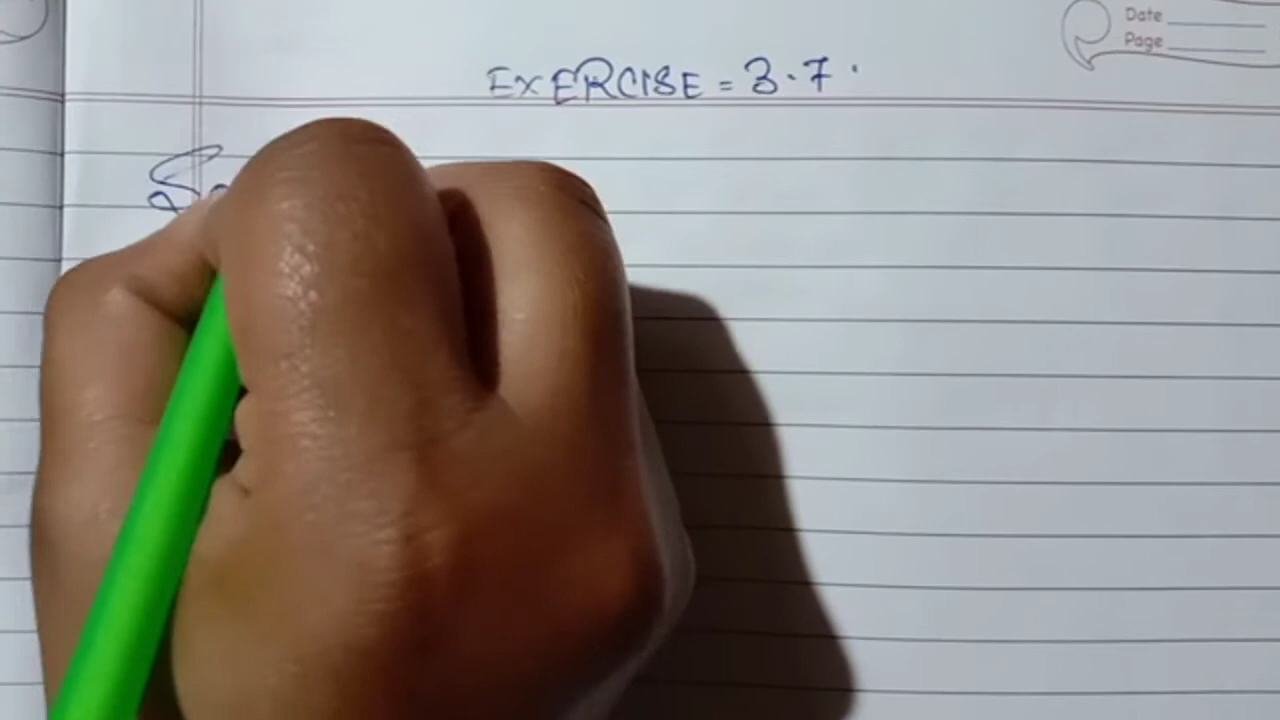 Date
Page
EXERCISE = 3.7.